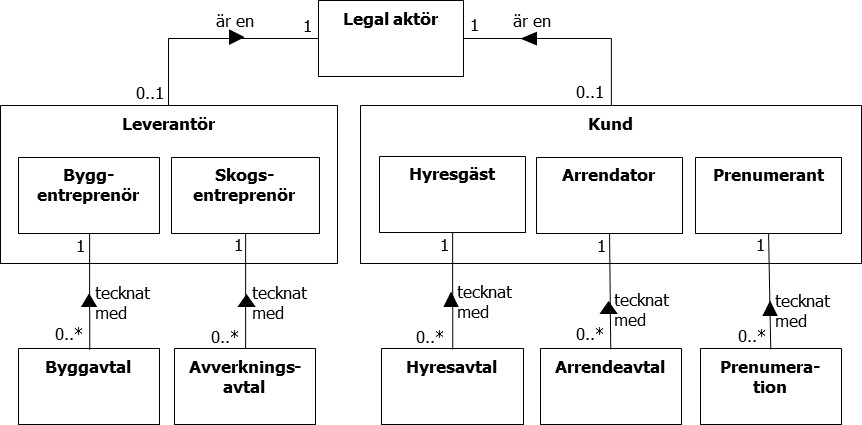 Legal aktör
är en
1
1
är en
0..1
0..1
Leverantör
Kund
Bygg-
entreprenör
Skogs-
entreprenör
Hyresgäst
Arrendator
Prenumerant
1
1
1
1
1
tecknat
med
tecknat
med
tecknat
med
tecknat
med
tecknat
med
0..*
0..*
0..*
0..*
0..*
Byggavtal
Avverknings-
avtal
Hyresavtal
Arrendeavtal
Prenumera-
tion